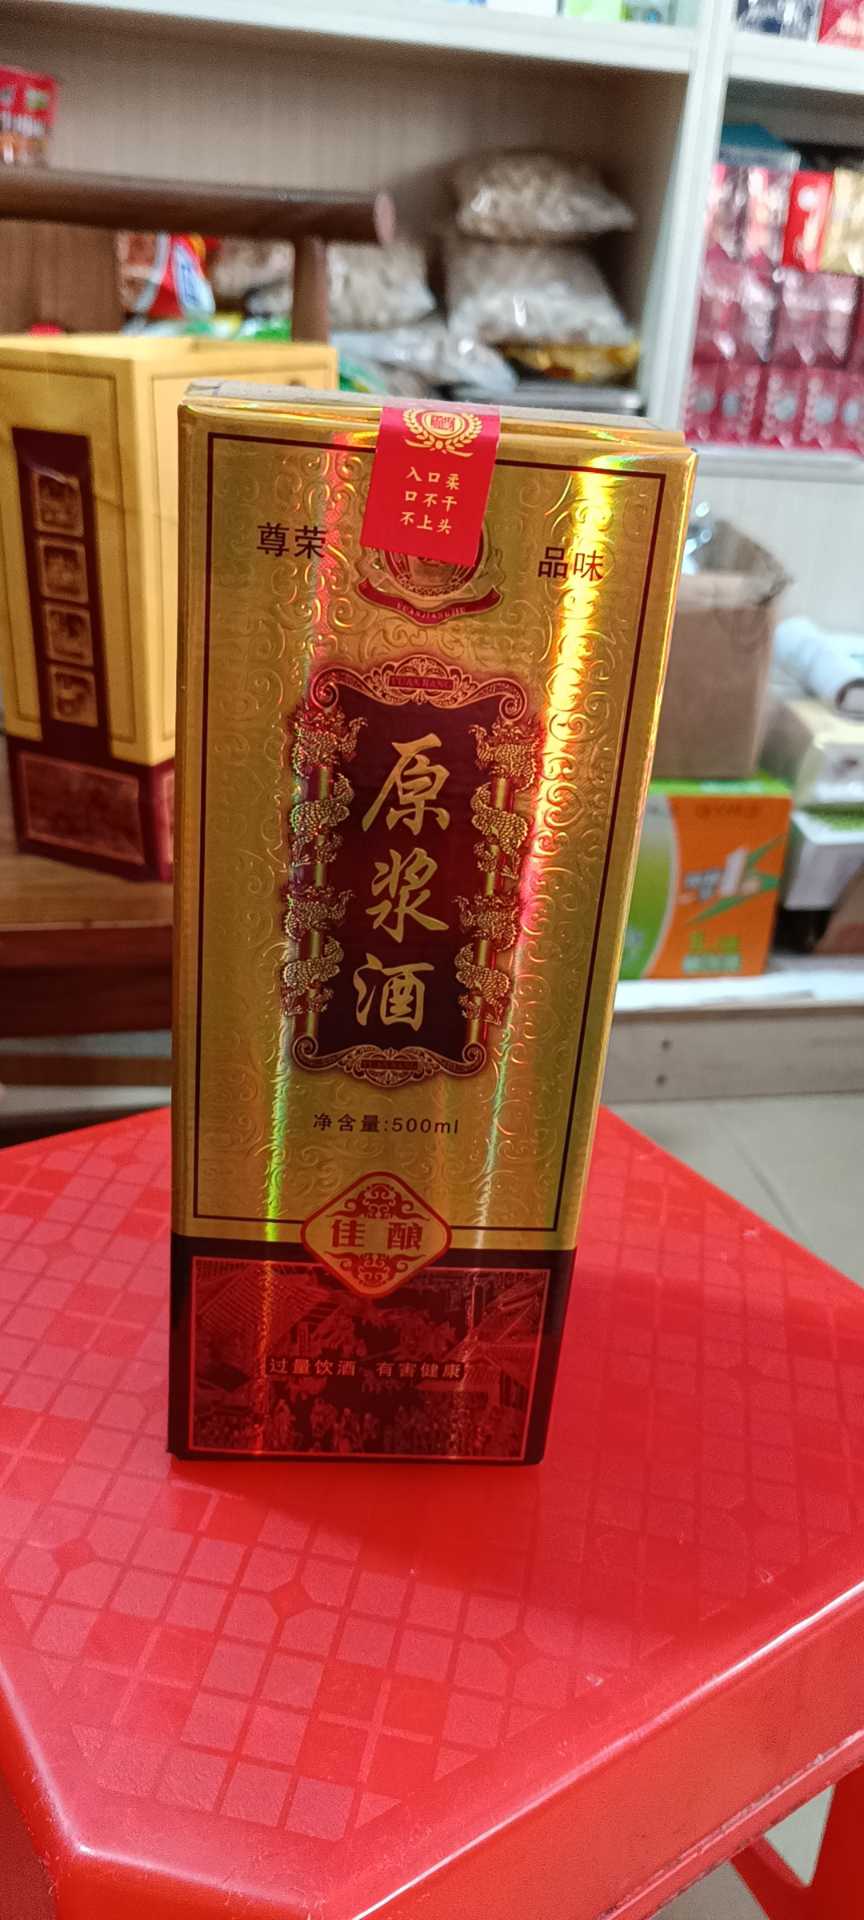 入口柔
口不干
不上头
尊荣
品味
YUANJIANGJIU
原浆酒
净含量:500ml
佳酿
过量饮酒 有害健康